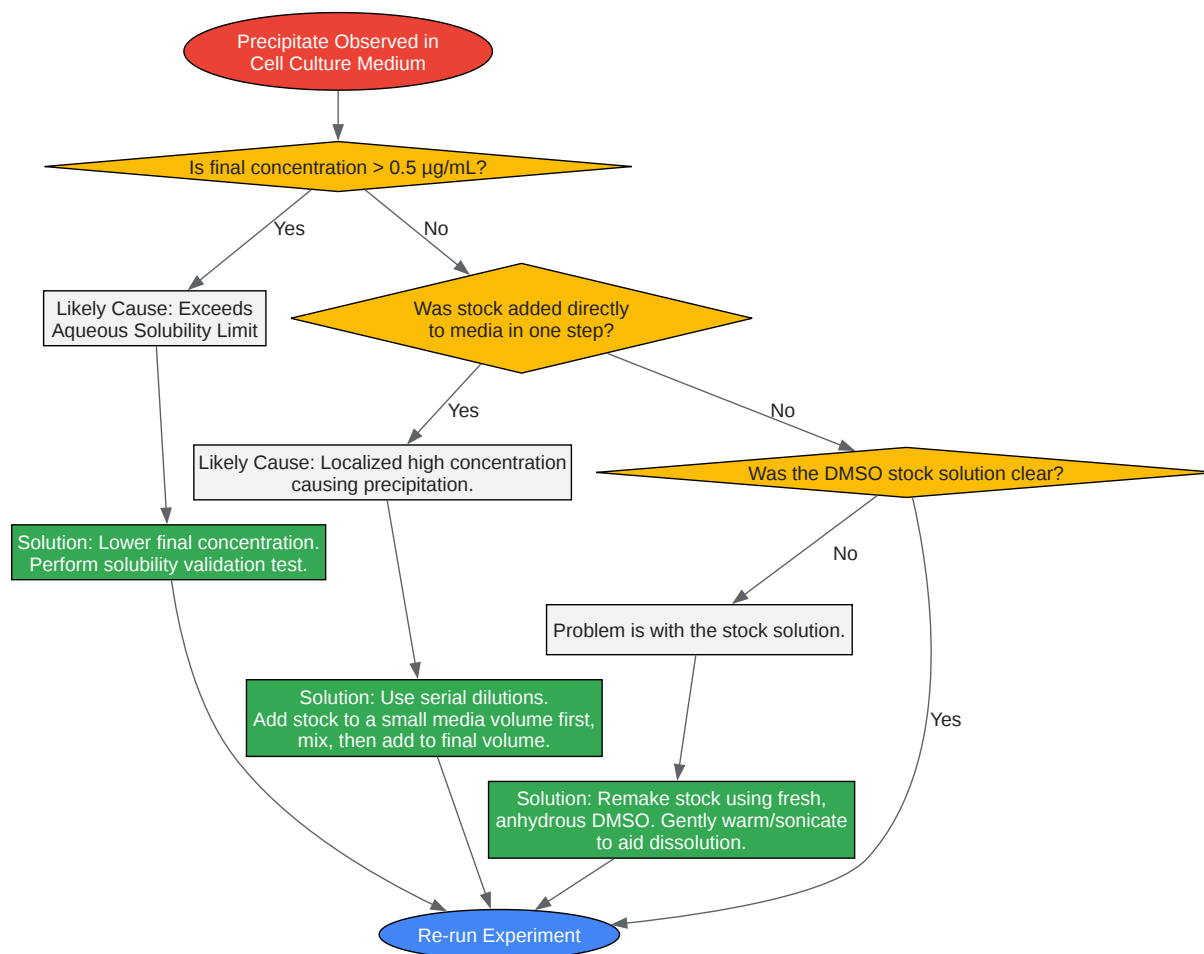 Precipitate Observed in
Cell Culture Medium
Is final concentration > 0.5 µg/mL?
Yes
No
Likely Cause: Exceeds
Aqueous Solubility Limit
Was stock added directly
to media in one step?
Yes
No
Likely Cause: Localized high concentration
causing precipitation.
Was the DMSO stock solution clear?
Solution: Lower final concentration.
Perform solubility validation test.
No
Problem is with the stock solution.
Solution: Use serial dilutions.
Add stock to a small media volume first,
mix, then add to final volume.
Yes
Solution: Remake stock using fresh,
anhydrous DMSO. Gently warm/sonicate
to aid dissolution.
Re-run Experiment